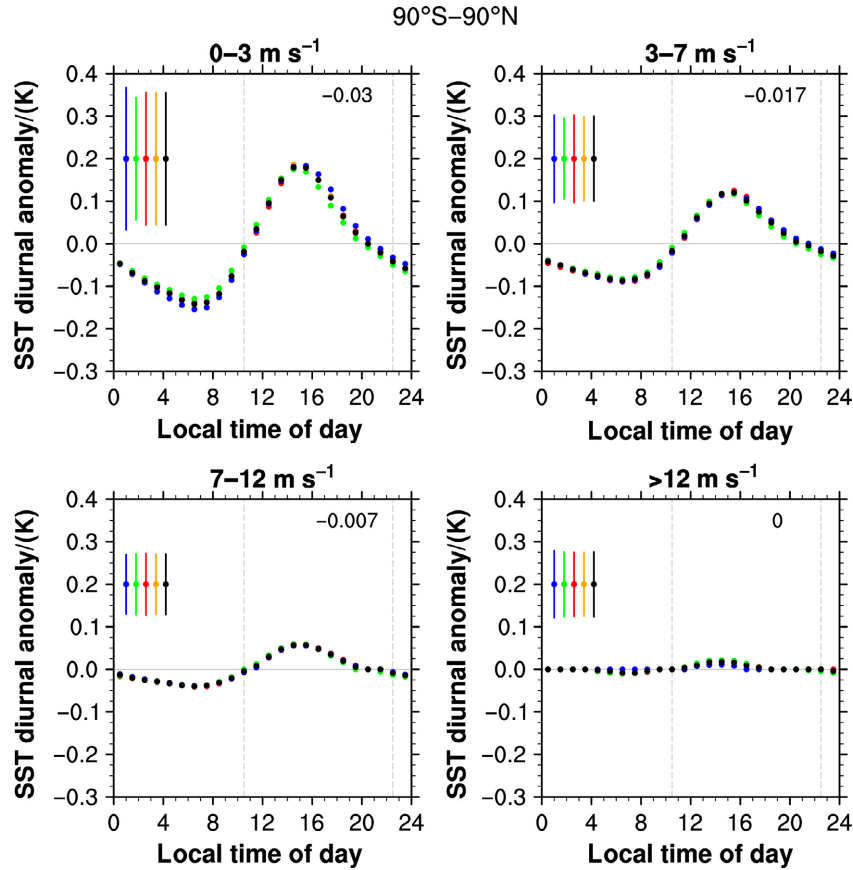 90°S–90°N
0–3 m s⁻¹
3–7 m s⁻¹
SST diurnal anomaly/(K)
0.4
0.3
0.2
0.1
0.0
−0.1
−0.2
−0.3
−0.03
0 4 8 12 16 20 24
Local time of day
SST diurnal anomaly/(K)
0.4
0.3
0.2
0.1
0.0
−0.1
−0.2
−0.3
−0.017
0 4 8 12 16 20 24
Local time of day
7–12 m s⁻¹
>12 m s⁻¹
SST diurnal anomaly/(K)
0.4
0.3
0.2
0.1
0.0
−0.1
−0.2
−0.3
−0.007
0 4 8 12 16 20 24
Local time of day
SST diurnal anomaly/(K)
0.4
0.3
0.2
0.1
0.0
−0.1
−0.2
−0.3
0
0 4 8 12 16 20 24
Local time of day